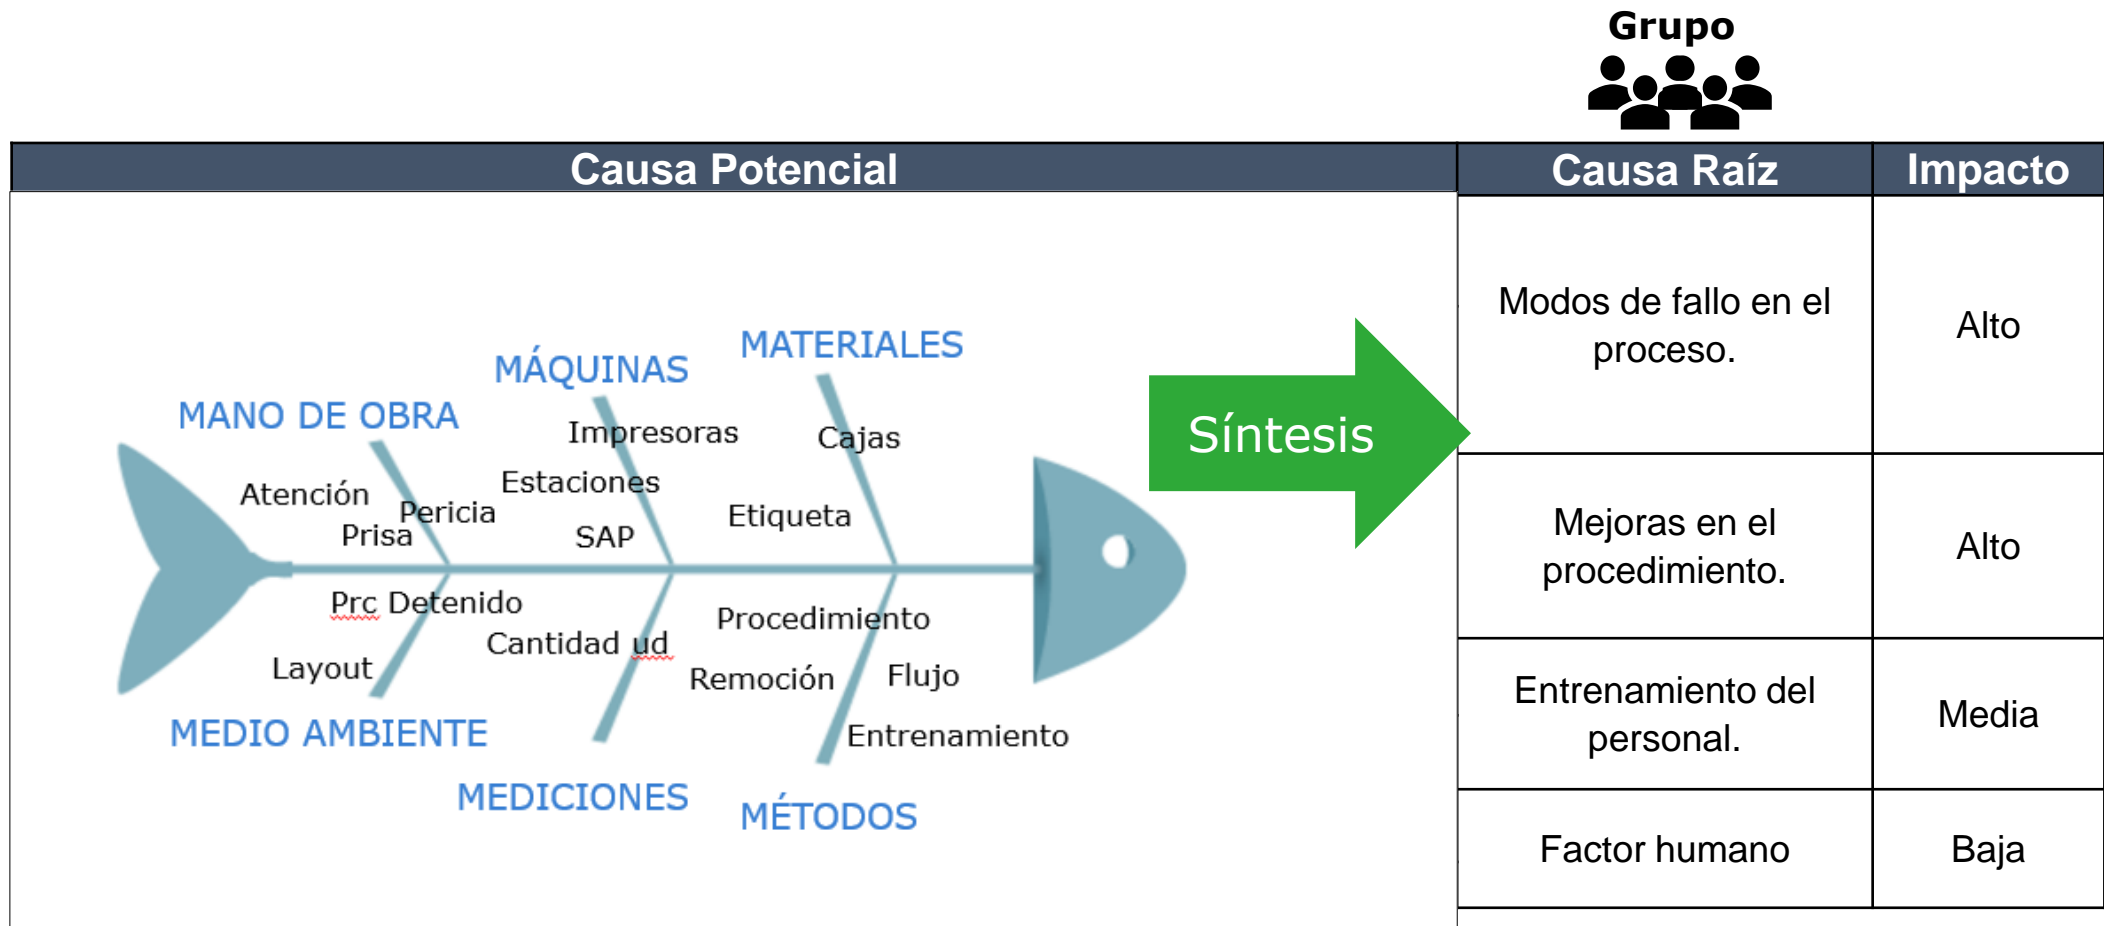 Grupo
Causa Potencial
Causa Raíz
Impacto
MATERIALES
MÁQUINAS
MANO DE OBRA
Impresoras
Cajas
Estaciones
Atención
Pericia
Etiqueta
Prisa
SAP
Prc Detenido
Procedimiento
Cantidad ud
Layout
Remoción
Flujo
MEDIO AMBIENTE
Entrenamiento
MEDICIONES
MÉTODOS
Síntesis
Modos de fallo en el
proceso.
Alto
Mejoras en el
procedimiento.
Alto
Entrenamiento del
personal.
Media
Factor humano
Baja